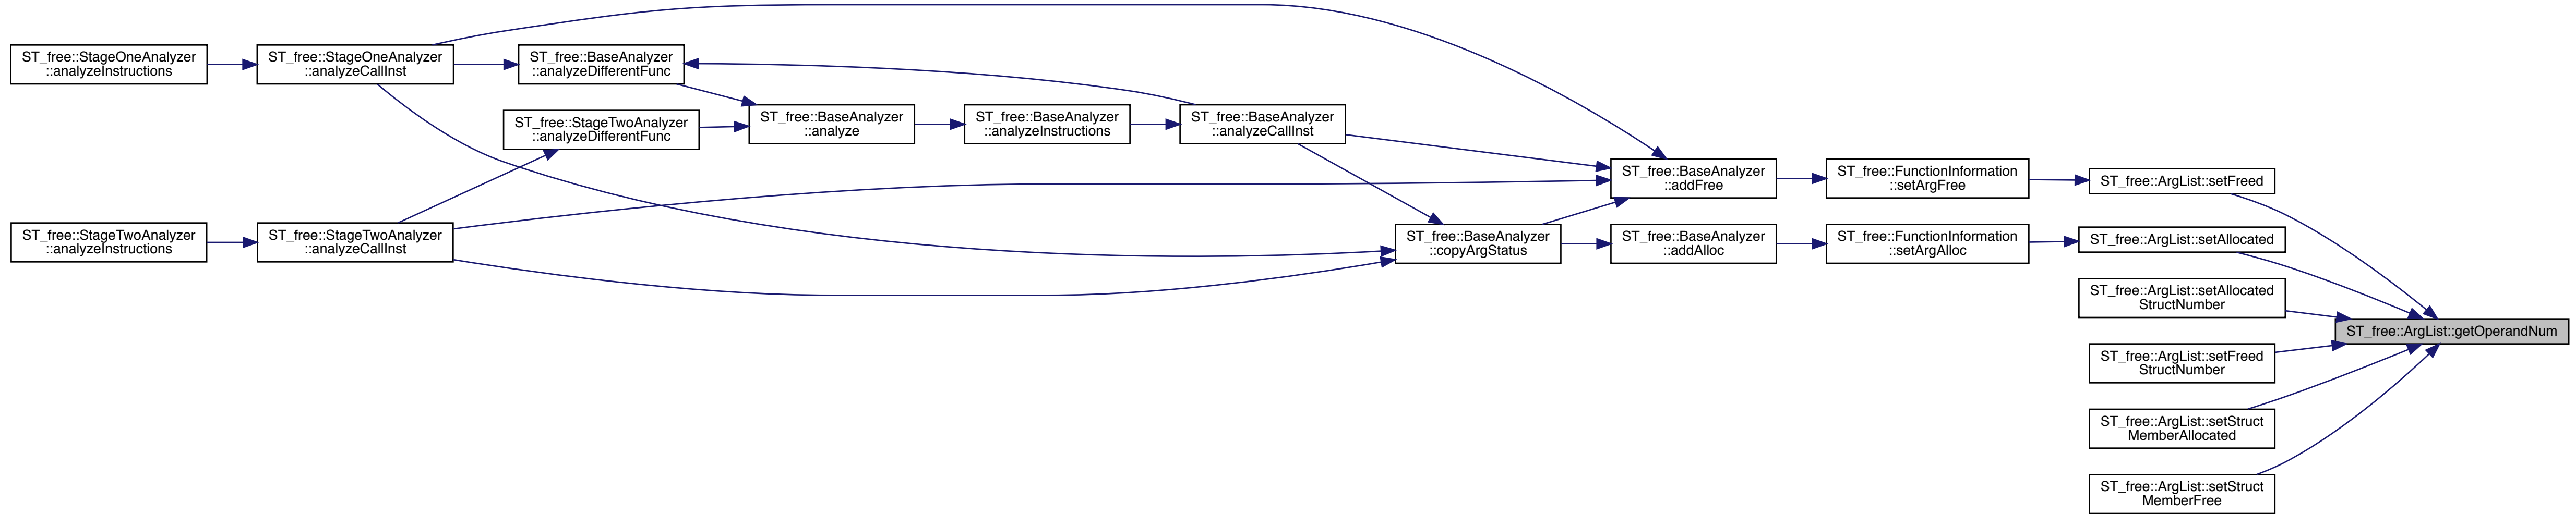 ST_free::StageOneAnalyzer
::analyzeInstructions
ST_free::StageOneAnalyzer
::analyzeCallInst
ST_free::BaseAnalyzer
::analyzeDifferentFunc
ST_free::StageTwoAnalyzer
::analyzeDifferentFunc
ST_free::BaseAnalyzer
::analyze
ST_free::BaseAnalyzer
::analyzeInstructions
ST_free::BaseAnalyzer
::analyzeCallInst
ST_free::BaseAnalyzer
::addFree
ST_free::FunctionInformation
::setArgFree
ST_free::ArgList::setFreed
ST_free::StageTwoAnalyzer
::analyzeInstructions
ST_free::StageTwoAnalyzer
::analyzeCallInst
ST_free::BaseAnalyzer
::copyArgStatus
ST_free::BaseAnalyzer
::addAlloc
ST_free::FunctionInformation
::setArgAlloc
ST_free::ArgList::setAllocated
ST_free::ArgList::setAllocated
StructNumber
ST_free::ArgList::getOperandNum
ST_free::ArgList::setFreed
StructNumber
ST_free::ArgList::setStruct
MemberAllocated
ST_free::ArgList::setStruct
MemberFree